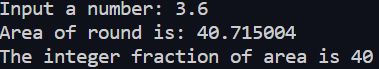 Input a number: 3.6
Area of round is: 40.715004
The integer fraction of area is 40